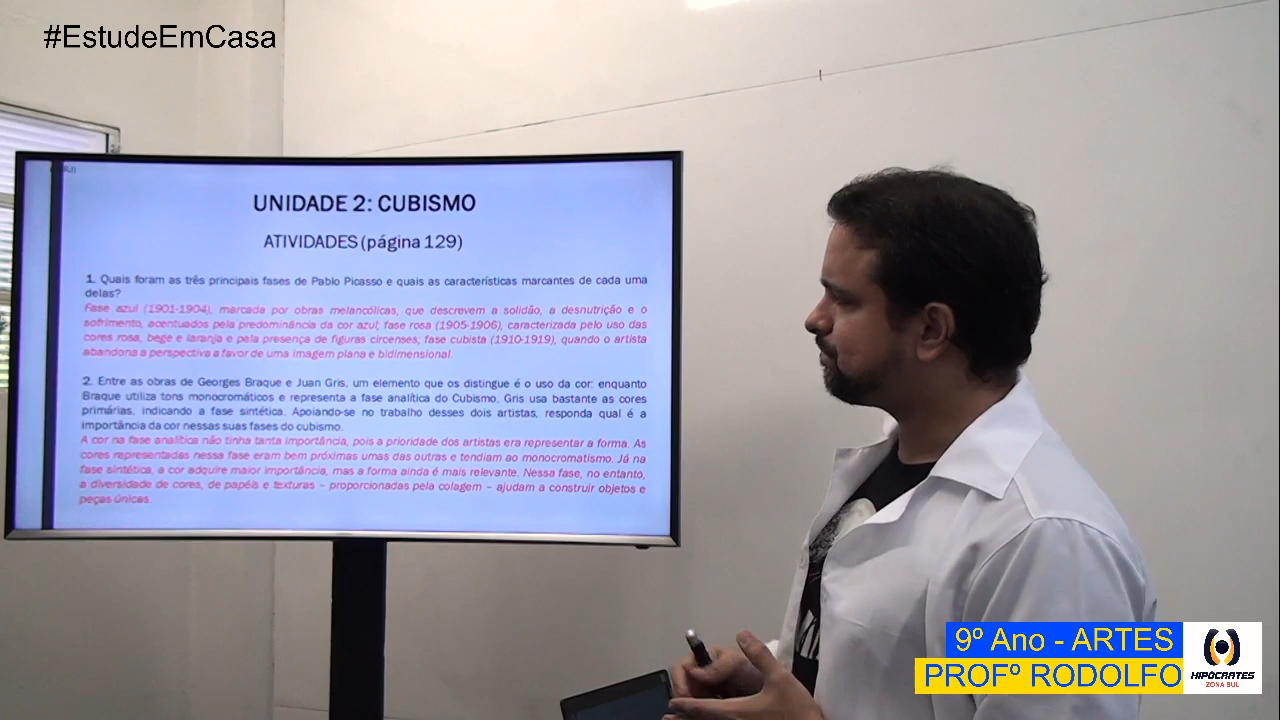 #EstudeEmCasa
UNIDADE 2: CUBISMO
ATIVIDADES (página 129)
1. Quais foram as três principais fases de Pablo Picasso e quais as características marcantes de cada uma
delas?
Fase azul (1901-1904), marcada por obras melancólicas, que descrevem a solidão, a desnutrição e o
sofrimento, acentuados pela predominância da cor azul; fase rosa (1905-1906), caracterizada pelo uso das
cores rosa, bege e laranja e pela presença de figuras circenses; fase cubista (1910-1919), quando o artista
abandona a perspectiva a favor de uma imagem plana e bidimensional.
2. Entre as obras de Georges Braque e Juan Gris, um elemento que os distingue é o uso da cor: enquanto
Braque utiliza tons monocromáticos e representa a fase analítica do Cubismo, Gris usa bastante as cores
primárias, indicando a fase sintética. Apoiando-se no trabalho desses dois artistas, responda qual é a
importância da cor nessas suas fases do cubismo.
A cor na fase analítica não tinha tanta importância, pois a prioridade dos artistas era representar a forma. As
cores representadas nessa fase eram bem próximas umas das outras e tendiam ao monocromatismo. Já na
fase sintética, a cor adquire maior importância, mas a forma ainda é mais relevante. Nessa fase, no entanto,
a diversidade de cores, de papéis e texturas – proporcionadas pela colagem – ajudam a construir objetos e
peças únicas.
9º Ano - ARTES
PROFº RODOLFO
HIPÓCRATES
ZONA SUL